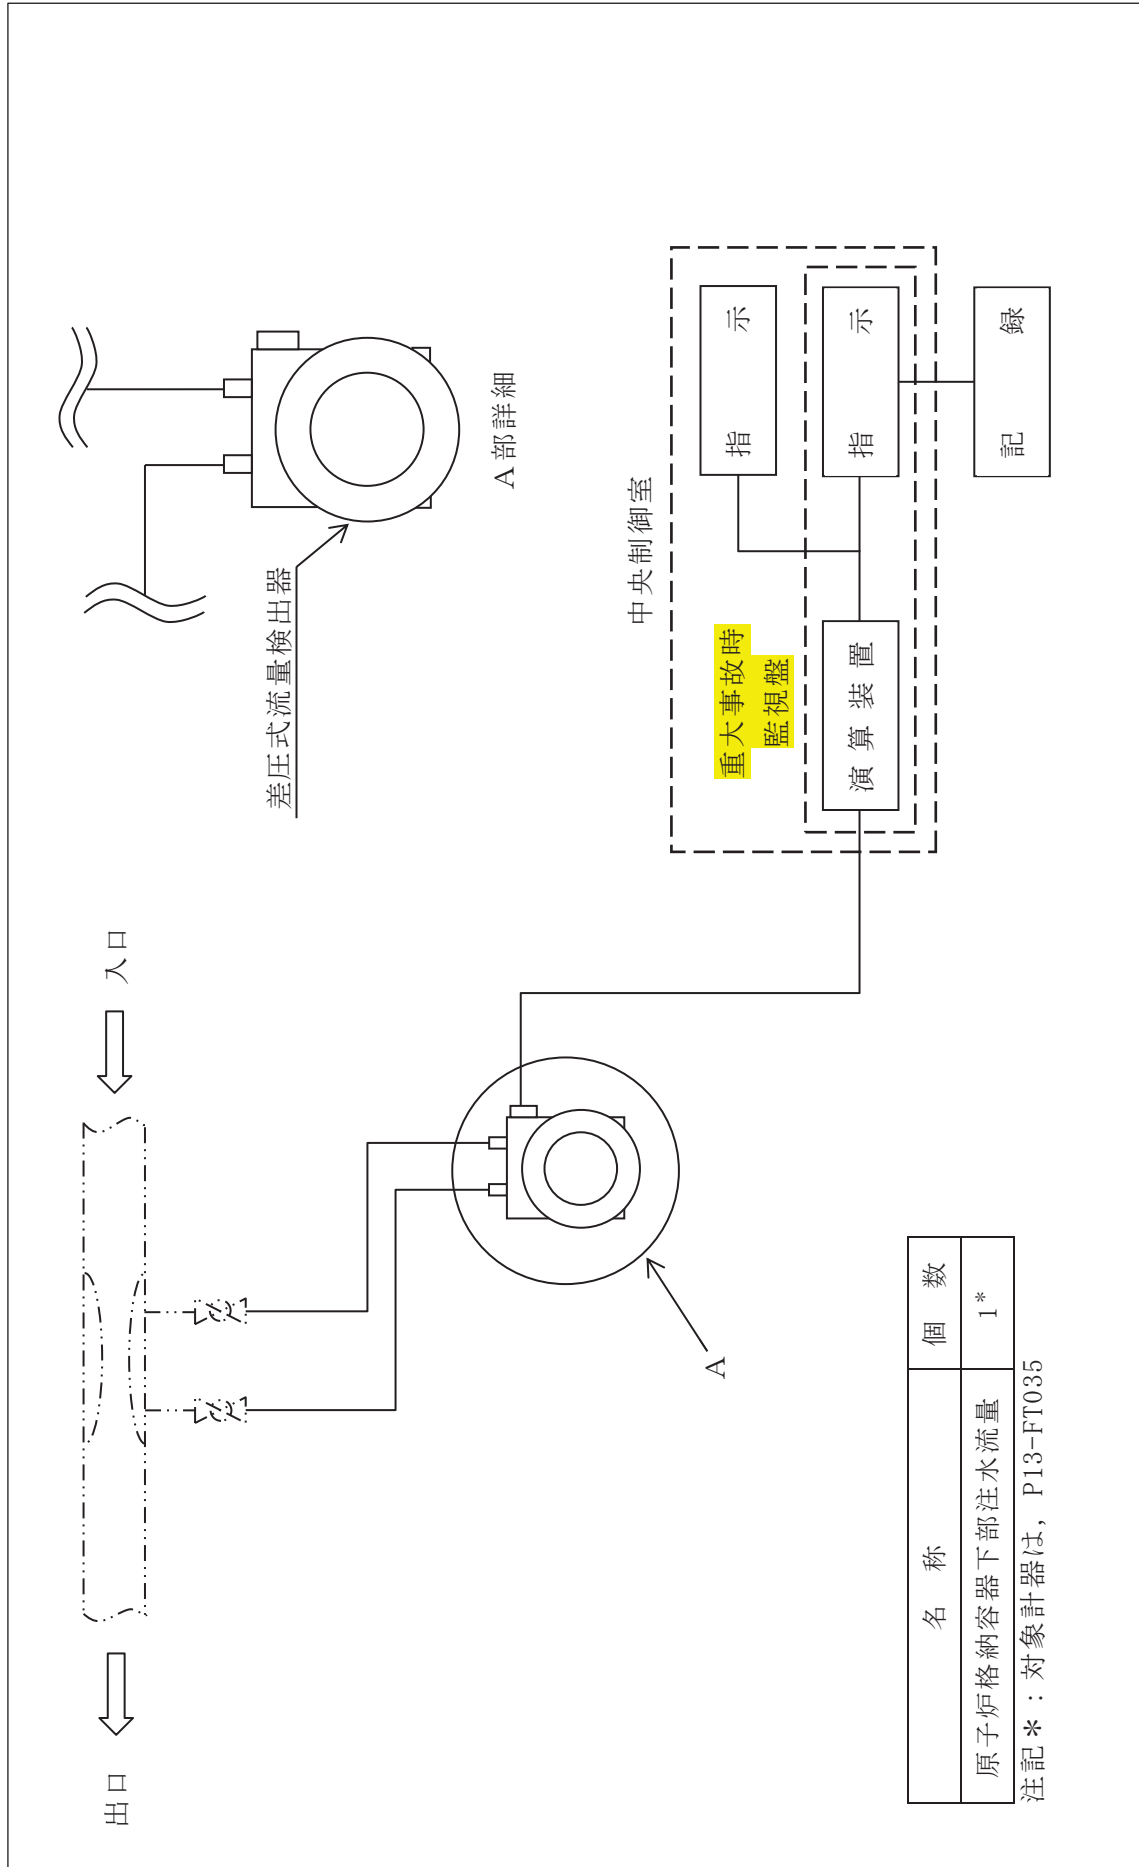 入口
出口
A
差圧式流量検出器
A部詳細
中央制御室
重大事故時
監視盤
指示
演算装置
指示
記録
名称 個数
原子炉格納容器下部注水流量 1*
注記*:対象計器は,P13-FT035